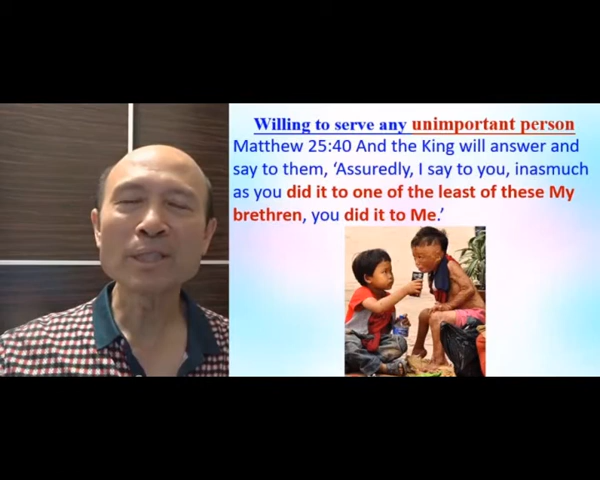 Willing to serve any unimportant person
Matthew 25:40 And the King will answer and
say to them, ‘Assuredly, I say to you, inasmuch
as you did it to one of the least of these My
brethren, you did it to Me.’